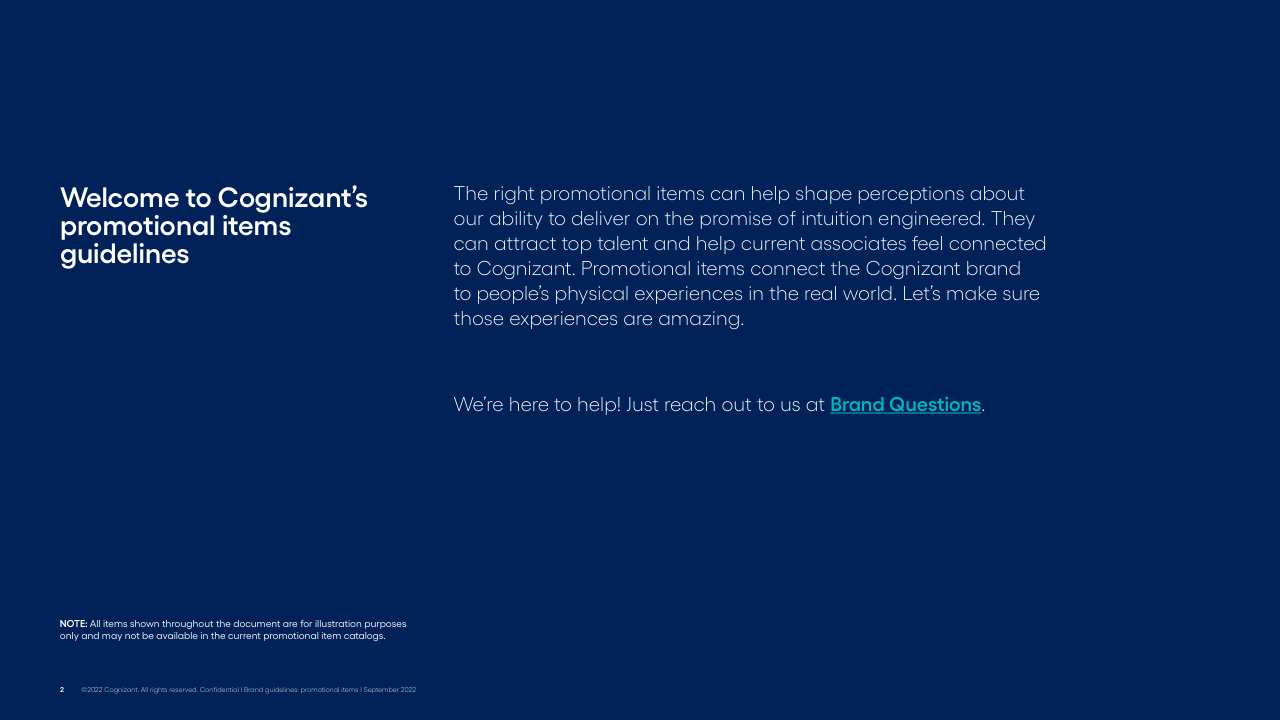 Welcome to Cognizant’s
promotional items
guidelines
The right promotional items can help shape perceptions about
our ability to deliver on the promise of intuition engineered. They
can attract top talent and help current associates feel connected
to Cognizant. Promotional items connect the Cognizant brand
to people’s physical experiences in the real world. Let’s make sure
those experiences are amazing.
We’re here to help! Just reach out to us at Brand Questions.
NOTE: All items shown throughout the document are for illustration purposes
only and may not be available in the current promotional item catalogs.
2 ©2022 Cognizant. All rights reserved. Confidential I Brand guidelines: promotional items I September 2022